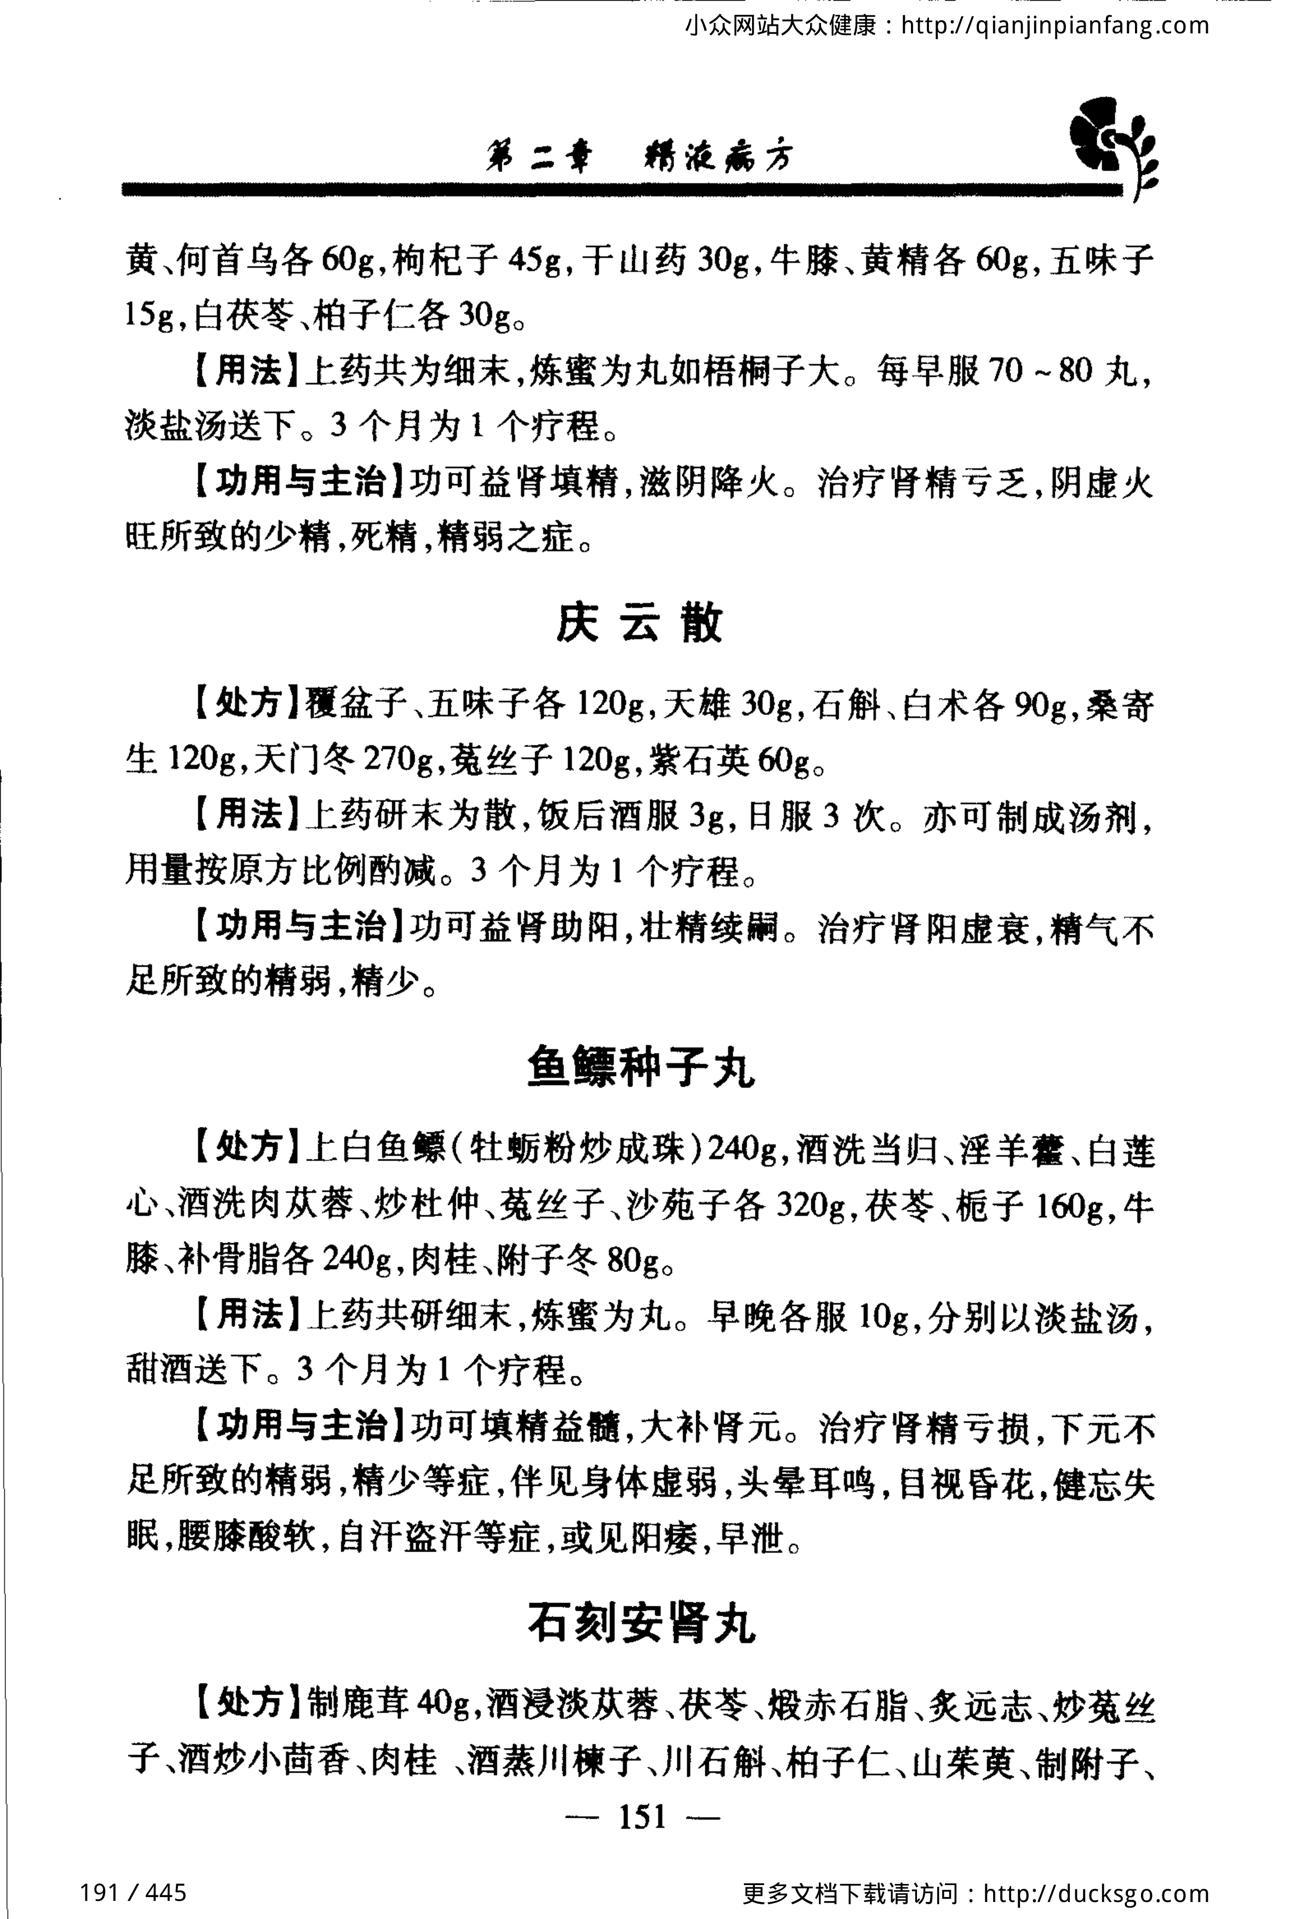 小众网站大众健康：http://qianjinpianfang.com
第二章 精液病方
黄、何首乌各 60g,枸杞子 45g,干山药 30g,牛膝、黄精各 60g,五味子
15g,白茯苓、柏子仁各 30g。
【用法】上药共为细末,炼蜜为丸如梧桐子大。每早服 70 ~ 80 丸,
淡盐汤送下。3 个月为 1 个疗程。
【功用与主治】功可益肾填精,滋阴降火。治疗肾精亏乏,阴虚火
旺所致的少精,死精,精弱之症。
庆云散
【处方】覆盆子、五味子各 120g,天雄 30g,石斛、白术各 90g,桑寄
生 120g,天门冬 270g,菟丝子 120g,紫石英 60g。
【用法】上药研末为散,饭后酒服 3g,日服 3 次。亦可制成汤剂,
用量按原方比例酌减。3 个月为 1 个疗程。
【功用与主治】功可益肾助阳,壮精续嗣。治疗肾阳虚衰,精气不
足所致的精弱,精少。
鱼鳔种子丸
【处方】上白鱼鳔(牡蛎粉炒成珠)240g,酒洗当归、淫羊藿、白莲
心、酒洗肉苁蓉、炒杜仲、菟丝子、沙苑子各 320g,茯苓、栀子 160g,牛
膝、补骨脂各 240g,肉桂、附子冬 80g。
【用法】上药共研细末,炼蜜为丸。早晚各服 10g,分别以淡盐汤,
甜酒送下。3 个月为 1 个疗程。
【功用与主治】功可填精益髓,大补肾元。治疗肾精亏损,下元不
足所致的精弱,精少等症,伴见身体虚弱,头晕耳鸣,目视昏花,健忘失
眠,腰膝酸软,自汗盗汗等症,或见阳痿,早泄。
石刻安肾丸
【处方】制鹿茸 40g,酒浸淡苁蓉、茯苓、煅赤石脂、炙远志、炒菟丝
子、酒炒小茴香、肉桂 、酒蒸川楝子、川石斛、柏子仁、山茱萸、制附子、
— 151 —
191 / 445
更多文档下载请访问：http://ducksgo.com